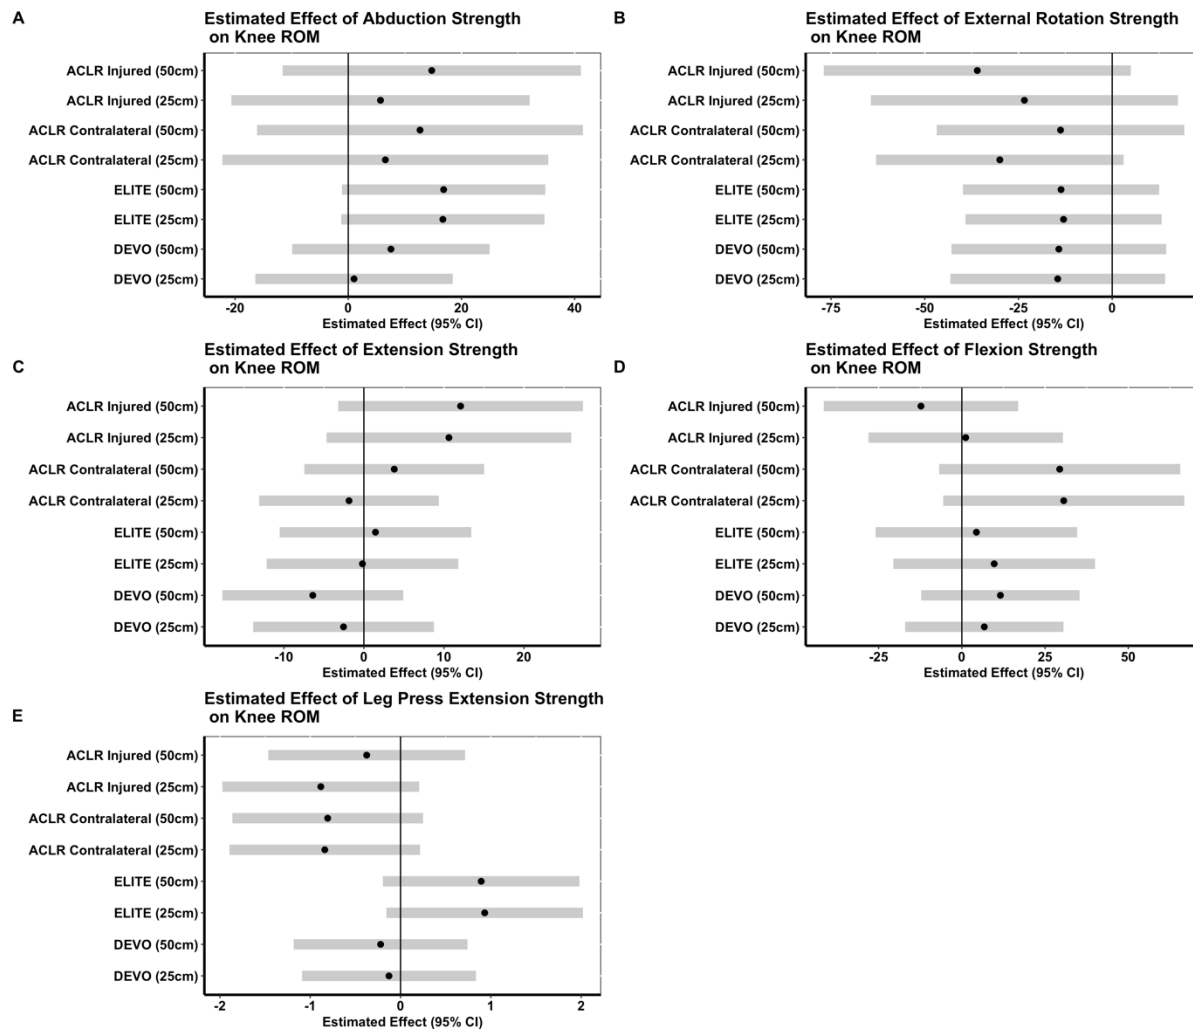 A
Estimated Effect of Abduction Strength
on Knee ROM
ACLR Injured (50cm)
ACLR Injured (25cm)
ACLR Contralateral (50cm)
ACLR Contralateral (25cm)
ELITE (50cm)
ELITE (25cm)
DEVO (50cm)
DEVO (25cm)
-20 0 20 40
Estimated Effect (95% CI)
B
Estimated Effect of External Rotation Strength
on Knee ROM
ACLR Injured (50cm)
ACLR Injured (25cm)
ACLR Contralateral (50cm)
ACLR Contralateral (25cm)
ELITE (50cm)
ELITE (25cm)
DEVO (50cm)
DEVO (25cm)
-75 -50 -25 0
Estimated Effect (95% CI)
C
Estimated Effect of Extension Strength
on Knee ROM
ACLR Injured (50cm)
ACLR Injured (25cm)
ACLR Contralateral (50cm)
ACLR Contralateral (25cm)
ELITE (50cm)
ELITE (25cm)
DEVO (50cm)
DEVO (25cm)
-10 0 10 20
Estimated Effect (95% CI)
D
Estimated Effect of Flexion Strength
on Knee ROM
ACLR Injured (50cm)
ACLR Injured (25cm)
ACLR Contralateral (50cm)
ACLR Contralateral (25cm)
ELITE (50cm)
ELITE (25cm)
DEVO (50cm)
DEVO (25cm)
-25 0 25 50
Estimated Effect (95% CI)
E
Estimated Effect of Leg Press Extension Strength
on Knee ROM
ACLR Injured (50cm)
ACLR Injured (25cm)
ACLR Contralateral (50cm)
ACLR Contralateral (25cm)
ELITE (50cm)
ELITE (25cm)
DEVO (50cm)
DEVO (25cm)
-2 -1 0 1 2
Estimated Effect (95% CI)